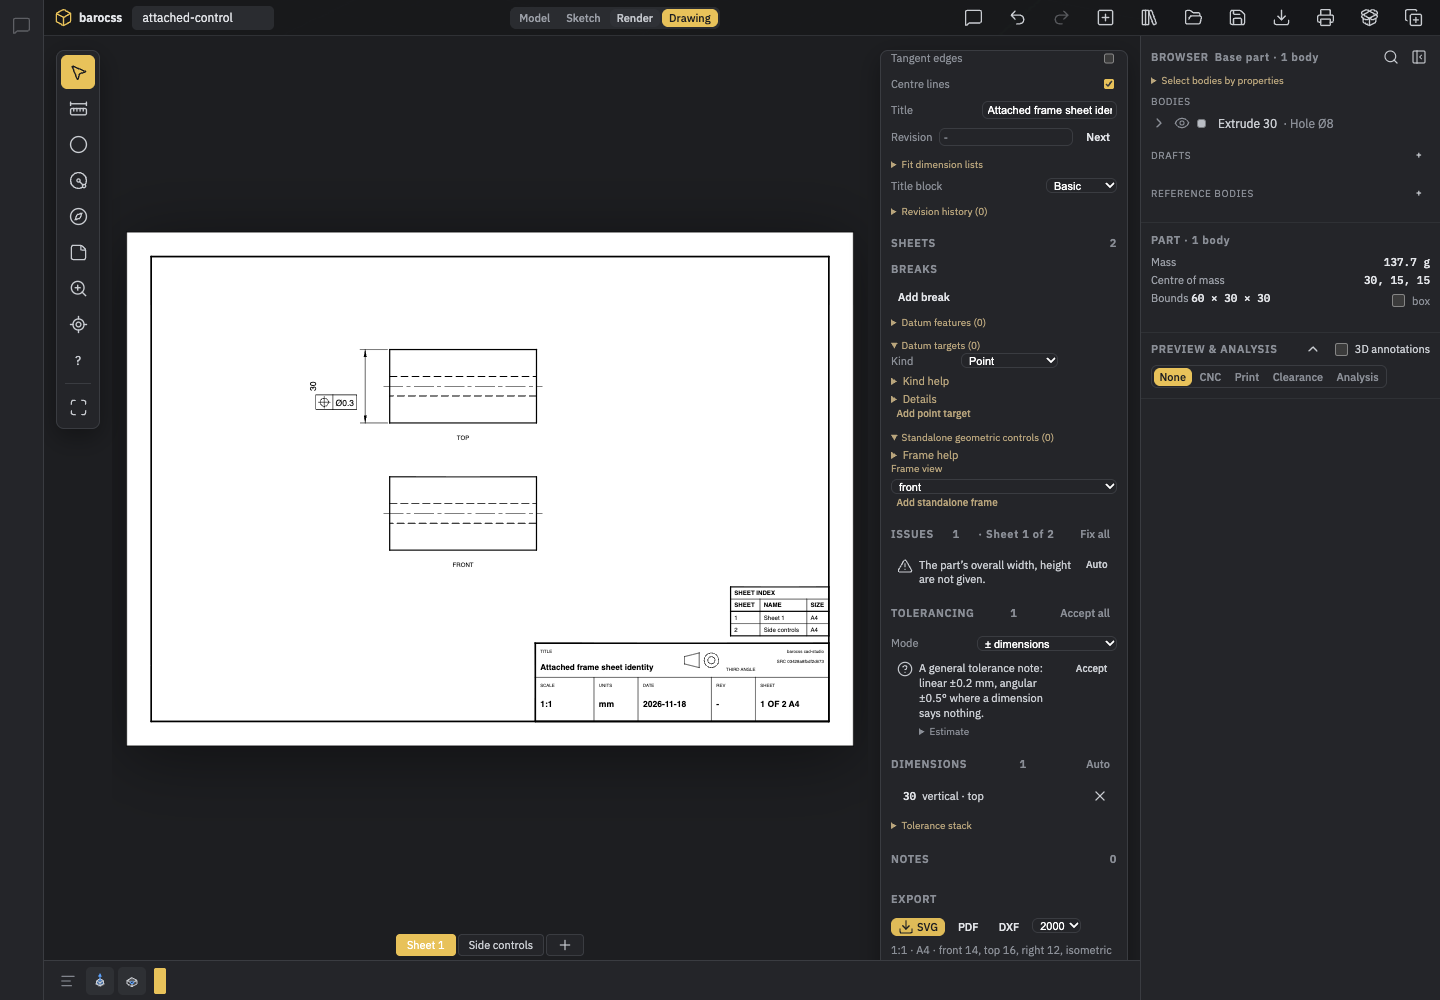 barocss
attached-control
Model Sketch Render Drawing
Tangent edges
Centre lines
Title Attached frame sheet iden
Revision - Next
Fit dimension lists
Title block Basic
Revision history (0)
SHEETS 2
BREAKS
Add break
Datum features (0)
Datum targets (0)
Kind Point
Kind help
Details
Add point target
Standalone geometric controls (0)
Frame help
Frame view
front
Add standalone frame
ISSUES 1 · Sheet 1 of 2 Fix all
The part's overall width, height are not given. Auto
TOLERANCING 1 Accept all
Mode ± dimensions
A general tolerance note: Accept
linear ±0.2 mm, angular
±0.5° where a dimension
says nothing.
Estimate
DIMENSIONS 1 Auto
30 vertical · top
Tolerance stack
NOTES 0
EXPORT
SVG PDF DXF 2000
1:1 · A4 · front 14, top 16, right 12, isometric
BROWSER Base part · 1 body
Select bodies by properties
BODIES
Extrude 30 · Hole Ø8
DRAFTS +
REFERENCE BODIES +
PART · 1 body
Mass 137.7 g
Centre of mass 30, 15, 15
Bounds 60 × 30 × 30 box
PREVIEW & ANALYSIS 3D annotations
None CNC Print Clearance Analysis
?
30
Ø0.3
TOP
FRONT
SHEET INDEX
SHEET NAME SIZE
1 Sheet 1 A4
2 Side controls A4
TITLE
Attached frame sheet identity
THIRD ANGLE
barocss cad-studio
SCALE UNITS DATE REV SHEET
1:1 mm 2026-11-18 - 1 OF 2 A4
Sheet 1 Side controls +